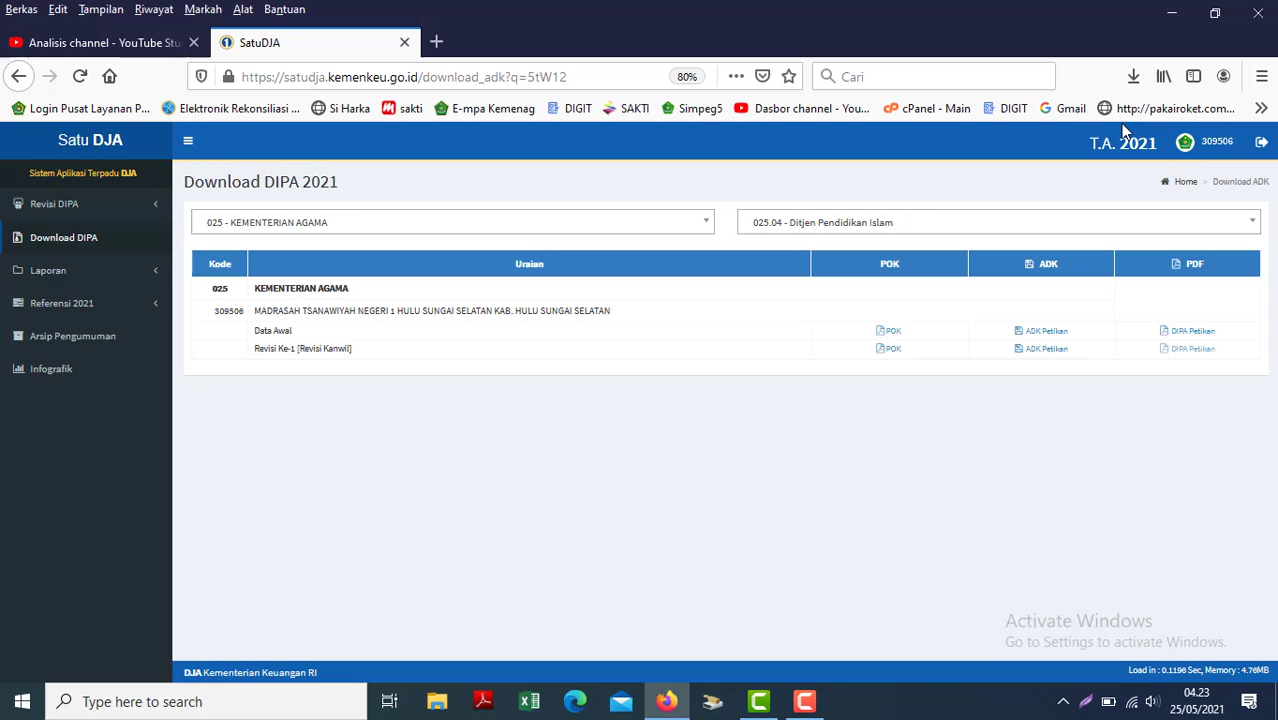 Berkas Edit Tampilan Riwayat Markah Alat Bantuan
Analisis channel - YouTube Stu
SatuDJA
https://satudja.kemenkeu.go.id/download_adk?q=5tW12
80%
Cari
Login Pusat Layanan P... Elektronik Rekonsiliasi ... Si Harka sakti E-mpa Kemenag DIGIT SAKTI Simpeg5 Dasbor channel - You... cPanel - Main DIGIT Gmail http://pakairoket.com...
Satu DJA
T.A. 2021
309506
Sistem Aplikasi Terpadu DJA
Revisi DIPA
Download DIPA
Laporan
Referensi 2021
Arsip Pengumuman
Infografik
Download DIPA 2021
Home > Download ADK
025 - KEMENTERIAN AGAMA
025.04 - Ditjen Pendidikan Islam
Kode Uraian POK ADK PDF
025 KEMENTERIAN AGAMA
309506 MADRASAH TSANAWIYAH NEGERI 1 HULU SUNGAI SELATAN KAB. HULU SUNGAI SELATAN
Data Awal POK ADK Petikan DIPA Petikan
Revisi Ke-1 [Revisi Kanwil] POK ADK Petikan DIPA Petikan
Activate Windows
Go to Settings to activate Windows.
DJA Kementerian Keuangan RI
Load in : 0.1196 Sec, Memory : 4.76MB
Type here to search
04.23
25/05/2021